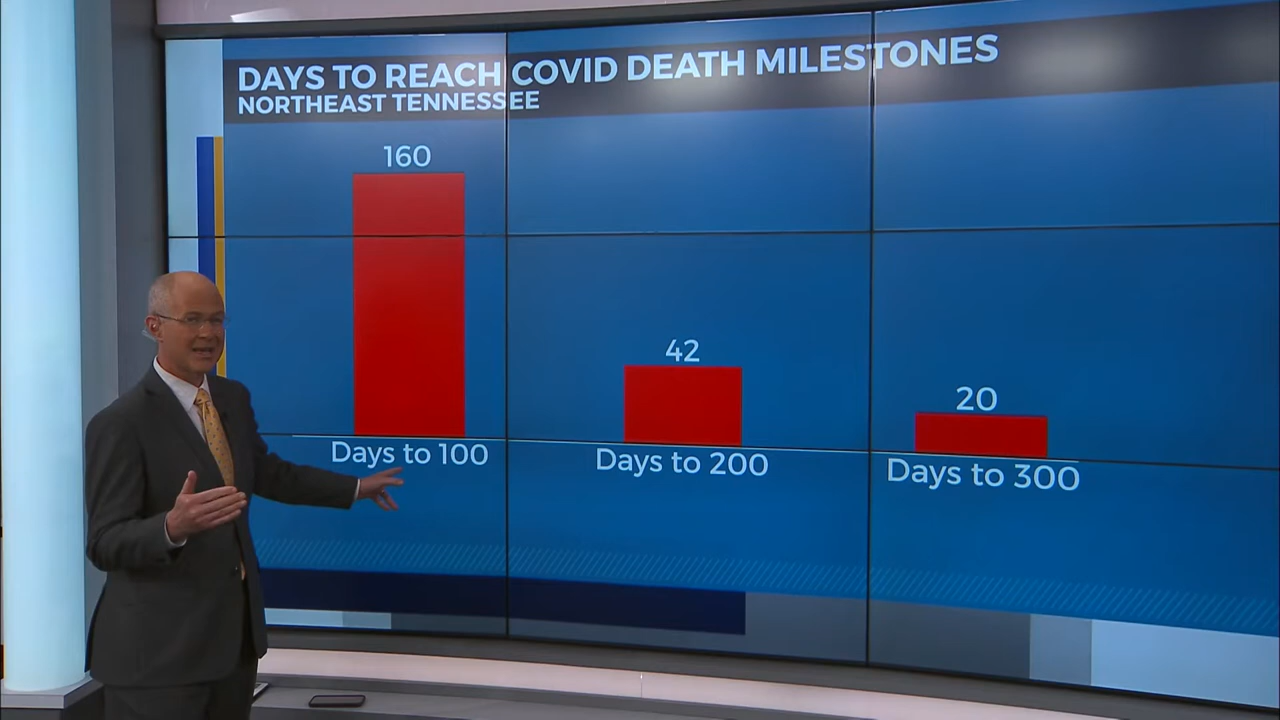 DAYS TO REACH COVID DEATH MILESTONES
NORTHEAST TENNESSEE
160
42
20
Days to 100
Days to 200
Days to 300